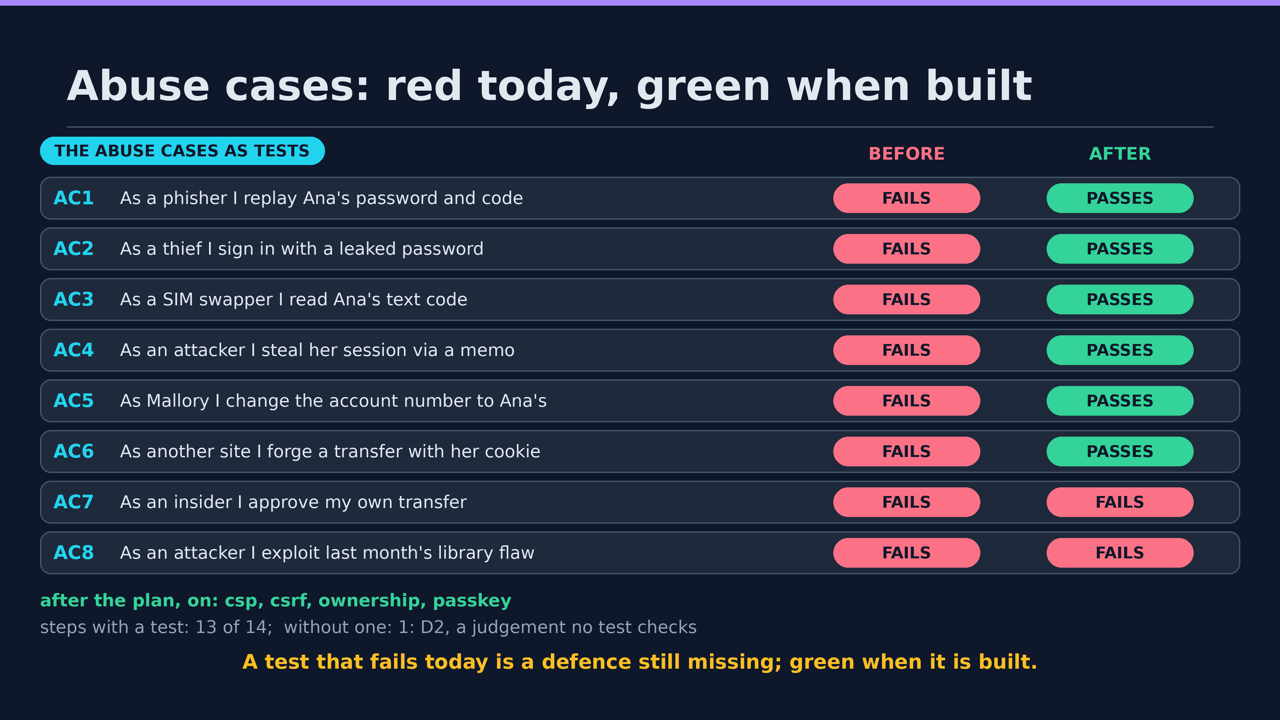 Abuse cases: red today, green when built
THE ABUSE CASES AS TESTS BEFORE AFTER
AC1 As a phisher I replay Ana's password and code FAILS PASSES
AC2 As a thief I sign in with a leaked password FAILS PASSES
AC3 As a SIM swapper I read Ana's text code FAILS PASSES
AC4 As an attacker I steal her session via a memo FAILS PASSES
AC5 As Mallory I change the account number to Ana's FAILS PASSES
AC6 As another site I forge a transfer with her cookie FAILS PASSES
AC7 As an insider I approve my own transfer FAILS FAILS
AC8 As an attacker I exploit last month's library flaw FAILS FAILS
after the plan, on: csp, csrf, ownership, passkey
steps with a test: 13 of 14; without one: 1: D2, a judgement no test checks
A test that fails today is a defence still missing; green when it is built.